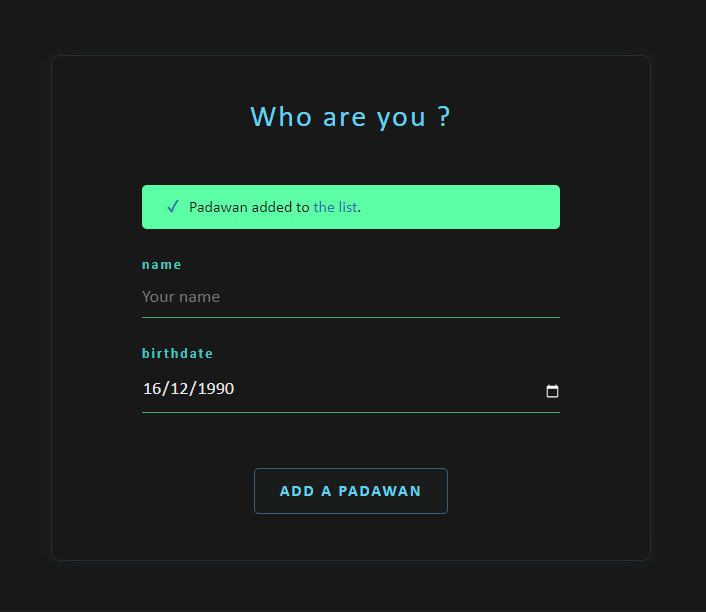 Who are you ?
✓ Padawan added to the list.
name
Your name
birthdate
16/12/1990
ADD A PADAWAN